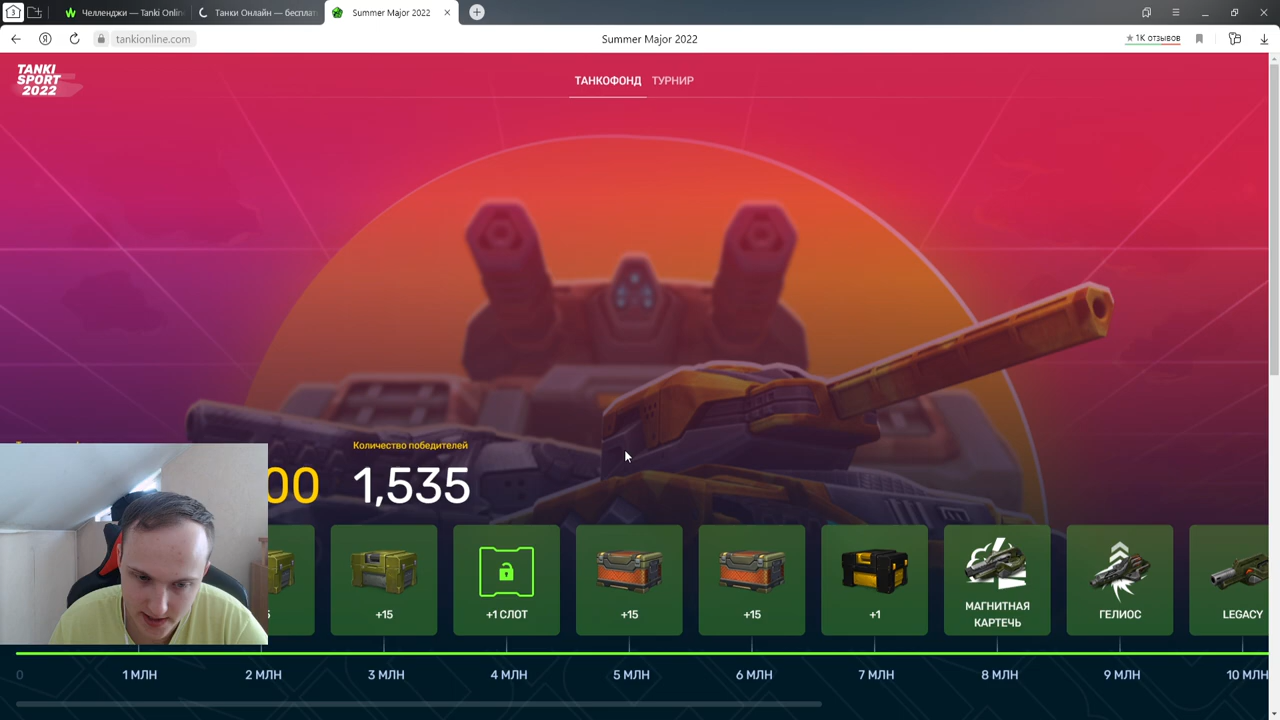 3
Челленджи — Tanki Onlin
Танки Онлайн — бесплат
Summer Major 2022
tankionline.com
Summer Major 2022
1К отзывов
TANKI
SPORT
2022
ТАНКОФОНД
ТУРНИР
Количество победителей
00
1,535
+15
+1 СЛОТ
+15
+15
+1
МАГНИТНАЯ
КАРТЕЧЬ
ГЕЛИОС
LEGACY
0
1 МЛН
2 МЛН
3 МЛН
4 МЛН
5 МЛН
6 МЛН
7 МЛН
8 МЛН
9 МЛН
10 МЛН